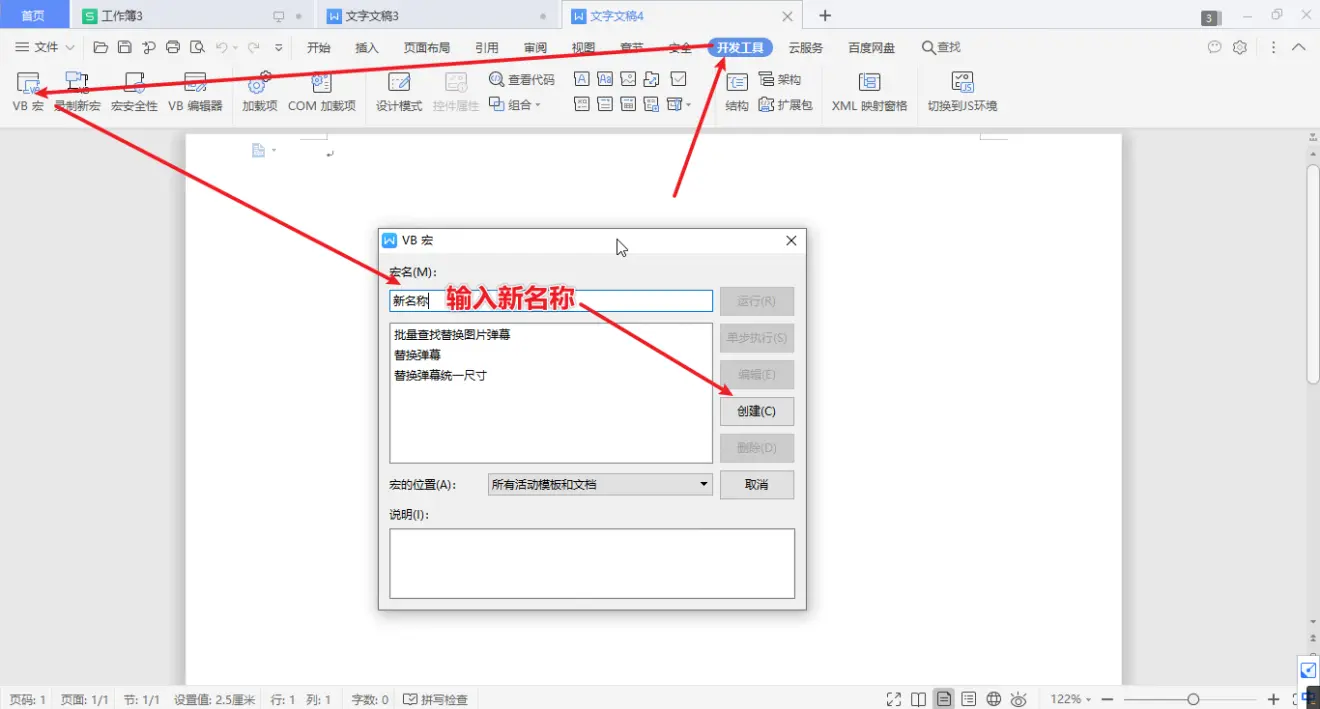 首页 工作簿3 文字文稿3 文字文稿4 3
文件 开始 插入 页面布局 引用 审阅 视图 章节 安全 开发工具 云服务 百度网盘 查找
VB 宏 录制新宏 宏安全性 VB 编辑器 加载项 COM 加载项 设计模式 控件属性 查看代码 组合 结构 架构 扩展包 XML 映射窗格 切换到JS环境
VB 宏
宏名(M):
新名称 输入新名称 运行(R)
批量查找替换图片弹幕 单步执行(S)
替换弹幕
替换弹幕统一尺寸 编辑(E)
创建(C)
删除(D)
宏的位置(A): 所有活动模板和文档 取消
说明(I):
页码: 1 页面: 1/1 节: 1/1 设置值: 2.5厘米 行: 1 列: 1 字数: 0 拼写检查 122%